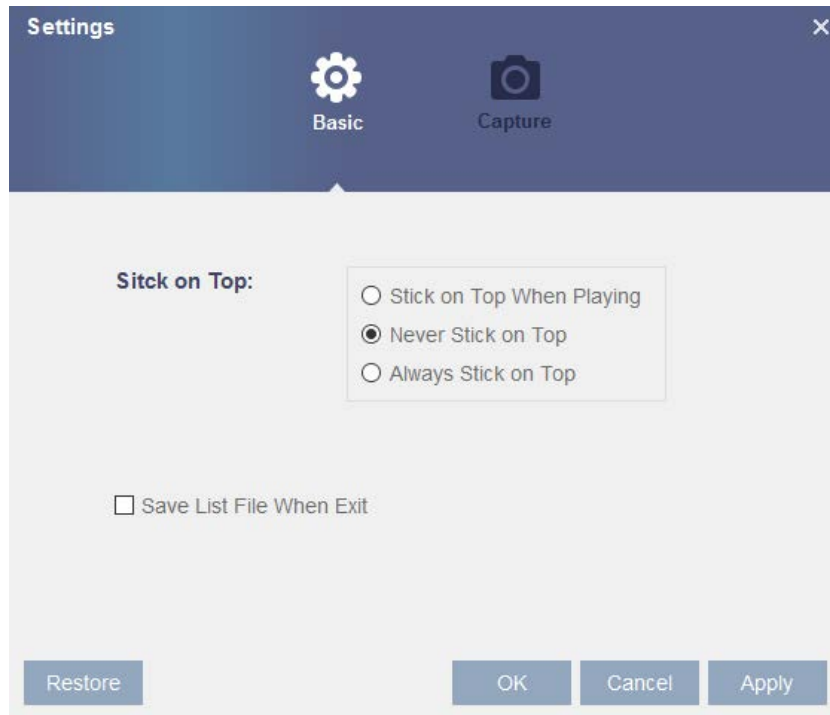 Settings
Basic
Capture
Sitck on Top:
Stick on Top When Playing
Never Stick on Top
Always Stick on Top
Save List File When Exit
Restore
OK
Cancel
Apply